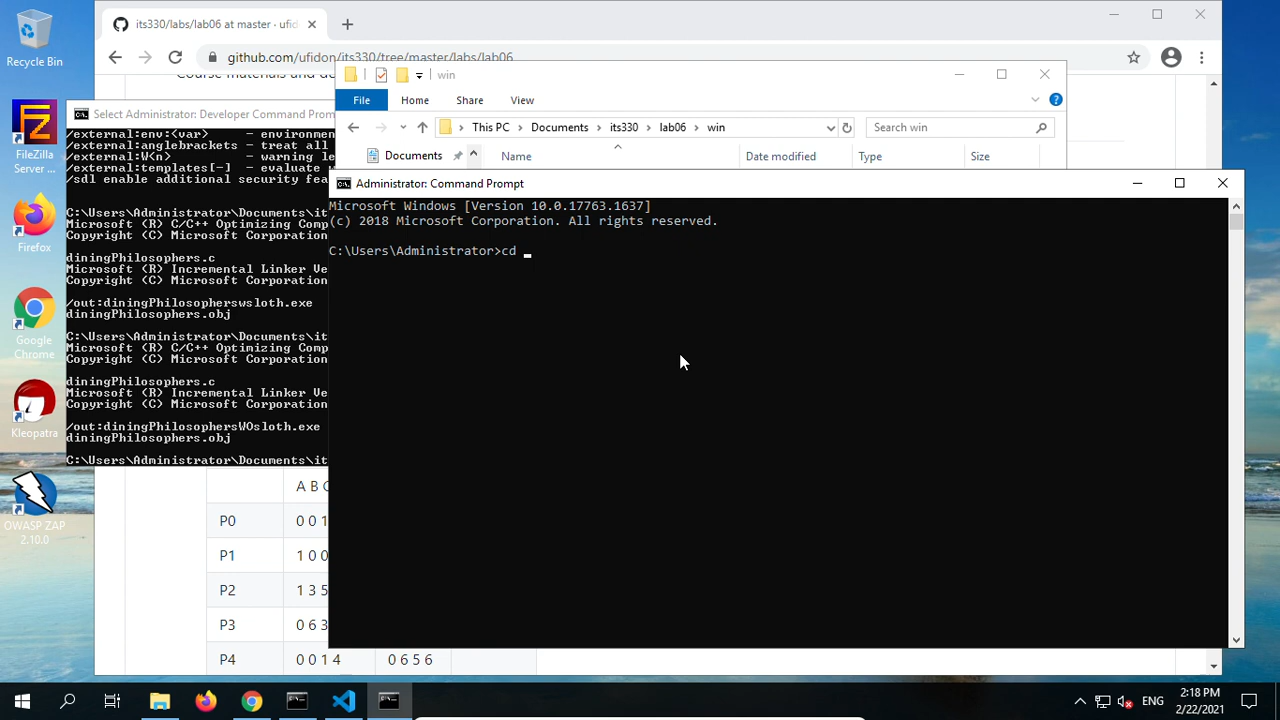 Recycle Bin
FileZilla
Server ...
Firefox
Google
Chrome
Kleopatra
OWASP ZAP
2.10.0
its330/labs/lab06 at master · ufid
github.com/ufidon/its330/tree/master/labs/lab06
win
File
Home
Share
View
This PC
Documents
its330
lab06
win
Search win
Documents
Name
Date modified
Type
Size
Select Administrator: Developer Command Prom
/external:env:<var> - environmen
/external:anglebrackets - treat all
/external:W<n> - warning le
/external:templates[-] - evaluate
/sdl enable additional security fea
C:\Users\Administrator\Documents\it
Microsoft (R) C/C++ Optimizing Comp
Copyright (C) Microsoft Corporation
diningPhilosophers.c
Microsoft (R) Incremental Linker Ve
Copyright (C) Microsoft Corporation
/out:diningPhilosopherswsloth.exe
diningPhilosophers.obj
C:\Users\Administrator\Documents\it
Microsoft (R) C/C++ Optimizing Comp
Copyright (C) Microsoft Corporation
diningPhilosophers.c
Microsoft (R) Incremental Linker Ve
Copyright (C) Microsoft Corporation
/out:diningPhilosophersWOsloth.exe
diningPhilosophers.obj
C:\Users\Administrator\Documents\it
Administrator: Command Prompt
Microsoft Windows [Version 10.0.17763.1637]
(c) 2018 Microsoft Corporation. All rights reserved.
C:\Users\Administrator>cd
A B C
P0 0 0 1
P1 1 0 0
P2 1 3 5
P3 0 6 3
P4 0 0 1 4 0 6 5 6
ENG
2:18 PM
2/22/2021